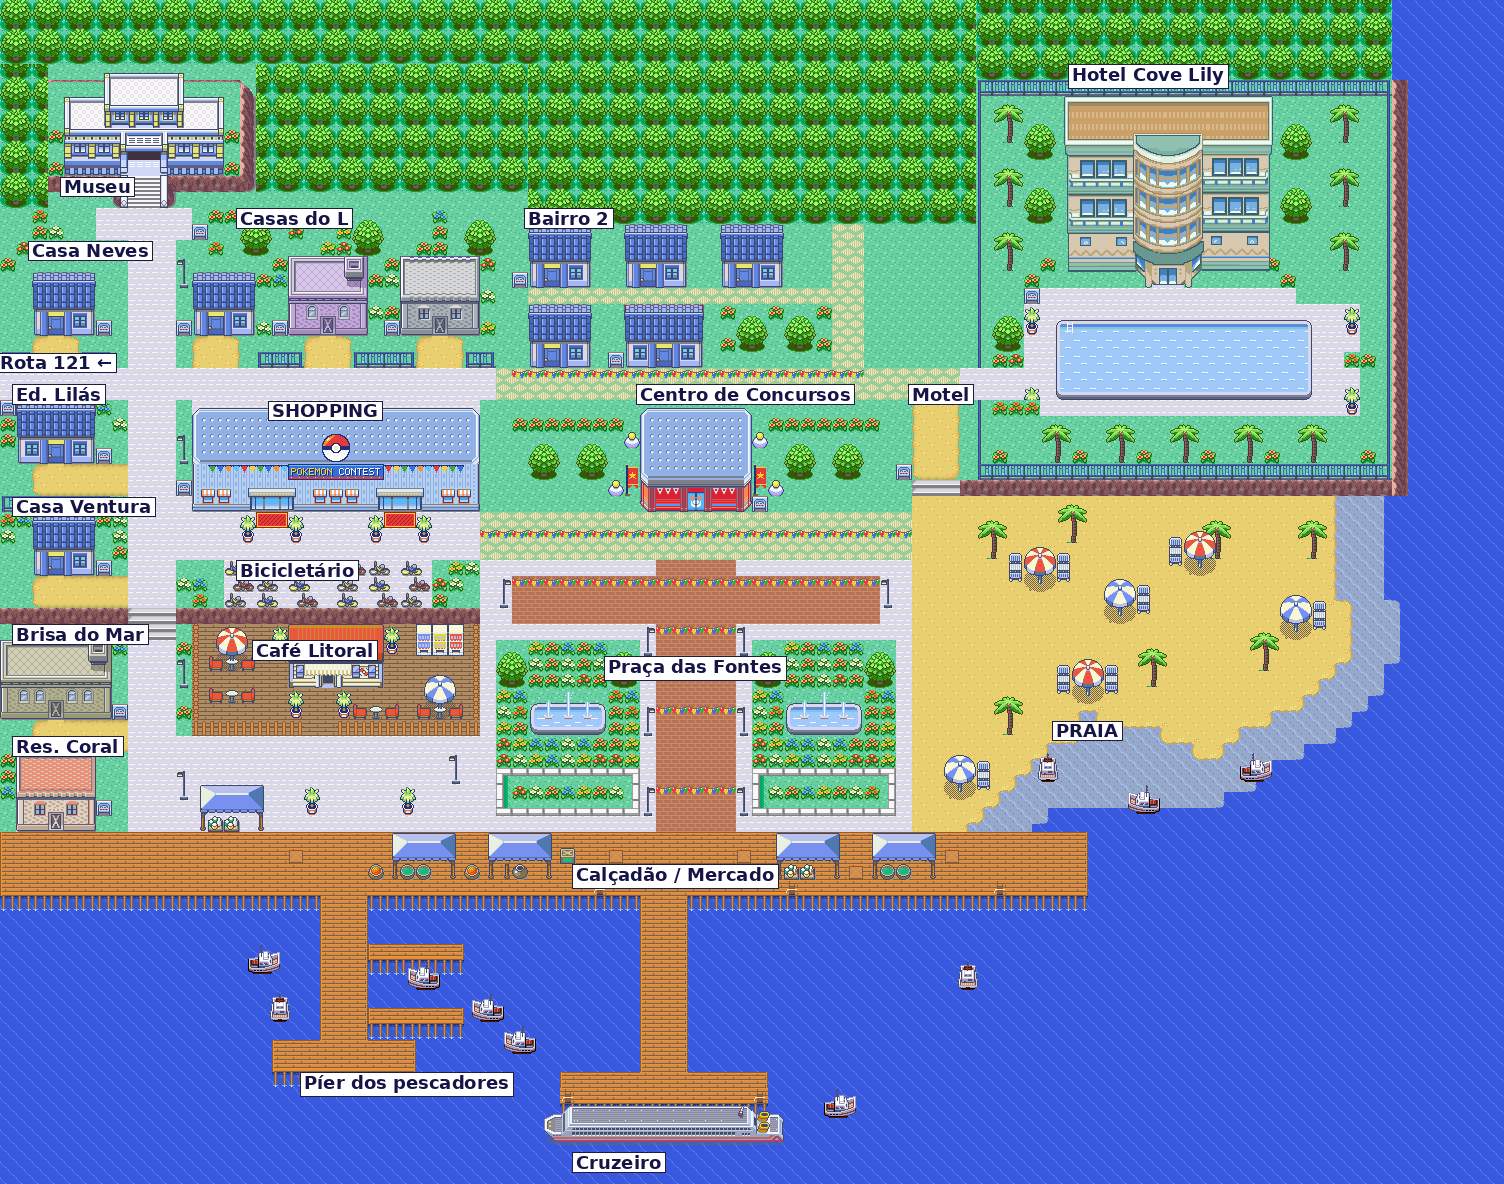 Hotel Cove Lily
Museu
Casas do L
Bairro 2
Casa Neves
Rota 121 ←
Ed. Lilás
Centro de Concursos
Motel
SHOPPING
POKEMON CONTEST
Casa Ventura
Bicicletário
Brisa do Mar
Café Litoral
Praça das Fontes
PRAIA
Res. Coral
Calçadão / Mercado
Píer dos pescadores
Cruzeiro